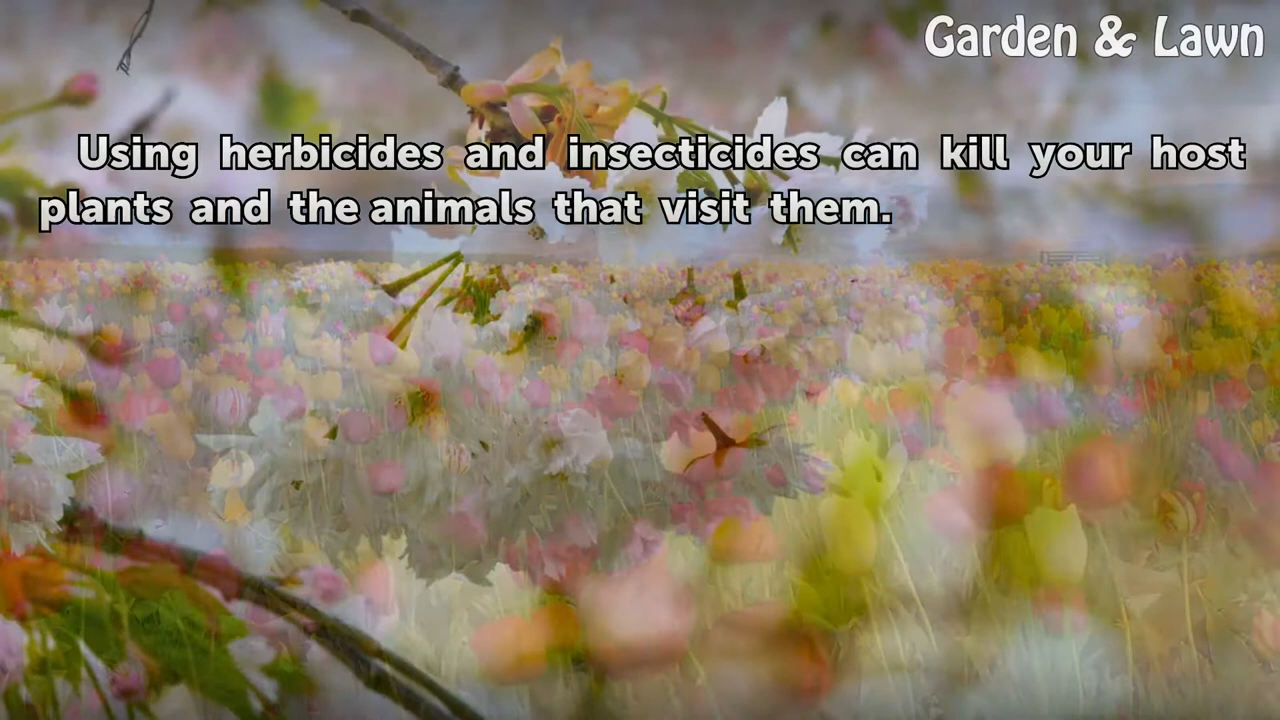 Garden & Lawn
Using herbicides and insecticides can kill your host
plants and the animals that visit them.